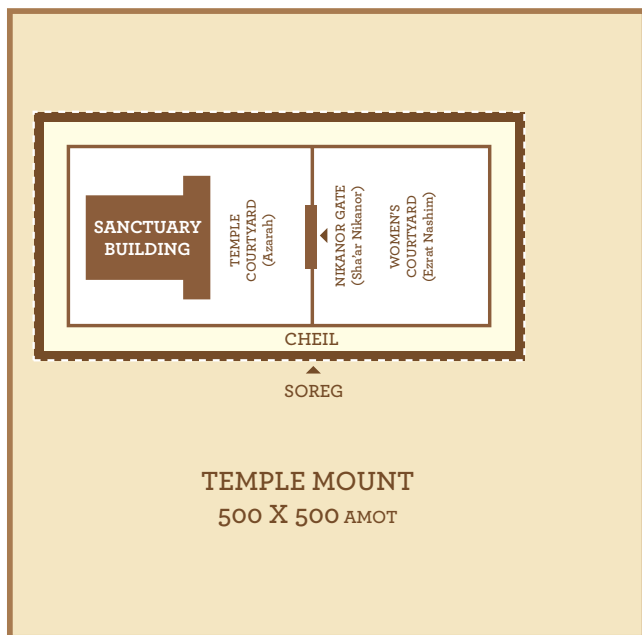 SANCTUARY
BUILDING
TEMPLE
COURTYARD
(Azarah)
NIKANOR GATE
(Sha'ar Nikanor)
WOMEN'S
COURTYARD
(Ezrat Nashim)
CHEIL
SOREG
TEMPLE MOUNT
500 X 500 AMOT